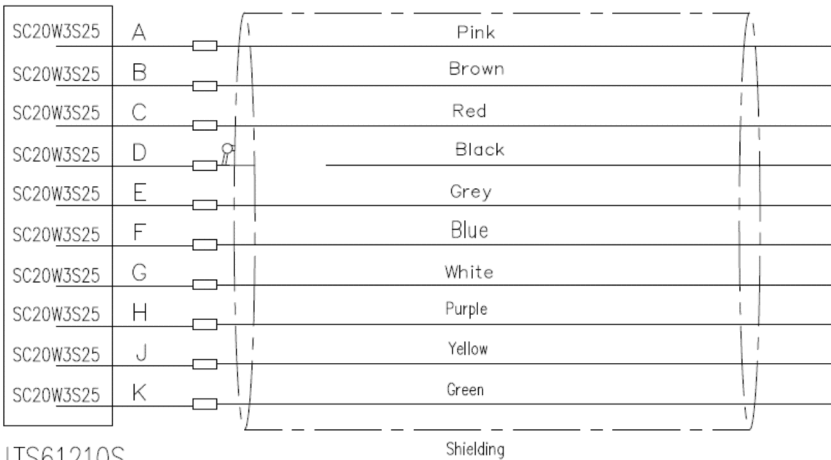 SC20W3S25 A Pink
SC20W3S25 B Brown
SC20W3S25 C Red
SC20W3S25 D Black
SC20W3S25 E Grey
SC20W3S25 F Blue
SC20W3S25 G White
SC20W3S25 H Purple
SC20W3S25 J Yellow
SC20W3S25 K Green
Shielding